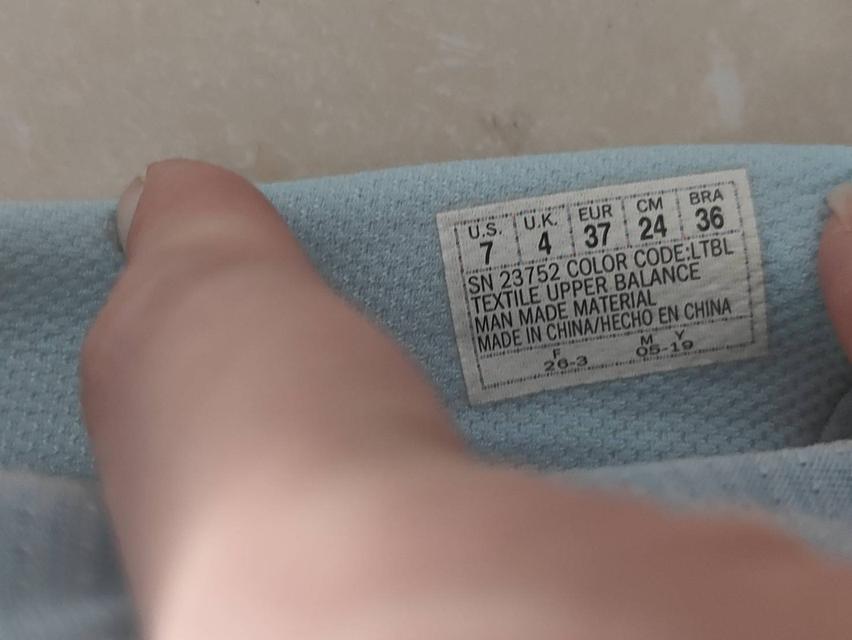 U.S. U.K. EUR CM BRA
7 4 37 24 36
SN 23752 COLOR CODE:LTBL
TEXTILE UPPER BALANCE
MAN MADE MATERIAL
MADE IN CHINA/HECHO EN CHINA
F M Y
26-3 05-19